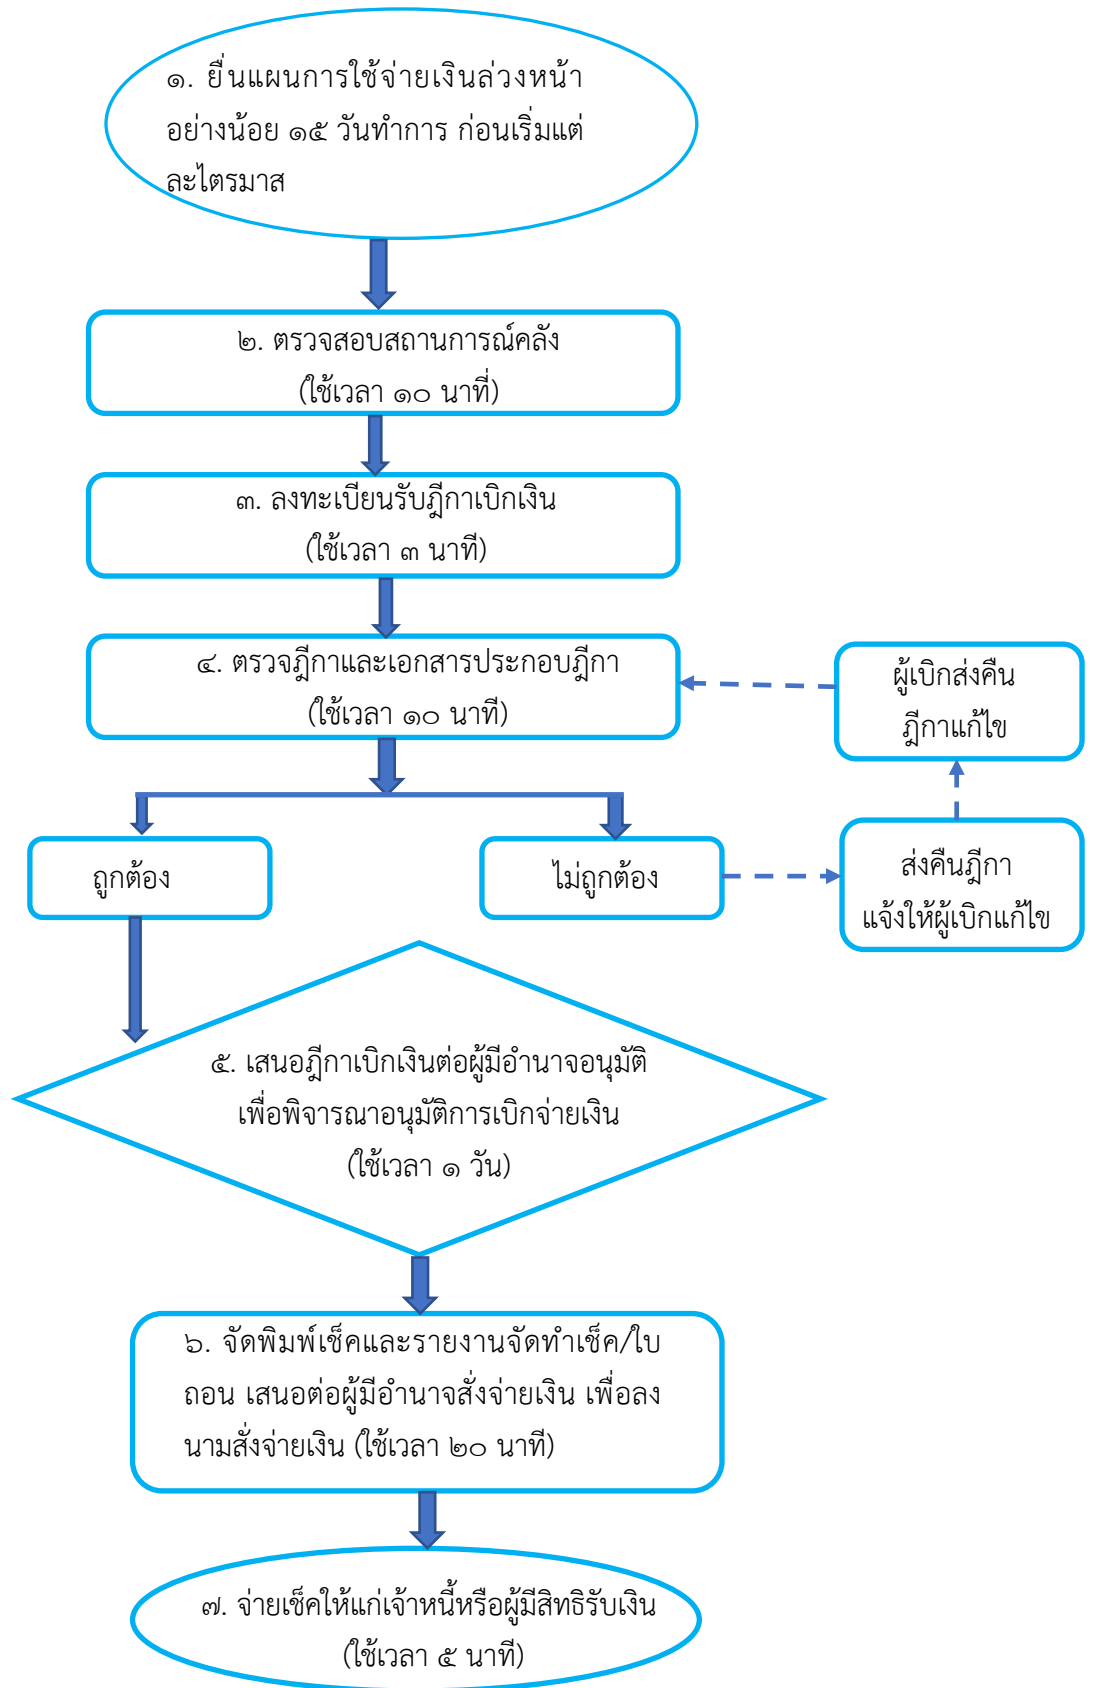 ๑. ยื่นแผนการใช้จ่ายเงินล่วงหน้า
อย่างน้อย ๑๕ วันทำการ ก่อนเริ่มแต่
ละไตรมาส
๒. ตรวจสอบสถานการณ์คลัง
(ใช้เวลา ๑๐ นาที่)
๓. ลงทะเบียนรับฎีกาเบิกเงิน
(ใช้เวลา ๓ นาที)
๔. ตรวจฎีกาและเอกสารประกอบฎีกา
(ใช้เวลา ๑๐ นาที)
ผู้เบิกส่งคืน
ฎีกาแก้ไข
ถูกต้อง
ไม่ถูกต้อง
ส่งคืนฎีกา
แจ้งให้ผู้เบิกแก้ไข
๕. เสนอฎีกาเบิกเงินต่อผู้มีอำนาจอนุมัติ
เพื่อพิจารณาอนุมัติการเบิกจ่ายเงิน
(ใช้เวลา ๑ วัน)
๖. จัดพิมพ์เช็คและรายงานจัดทำเช็ค/ใบ
ถอน เสนอต่อผู้มีอำนาจสั่งจ่ายเงิน เพื่อลง
นามสั่งจ่ายเงิน (ใช้เวลา ๒๐ นาที)
๗. จ่ายเช็คให้แก่เจ้าหนี้หรือผู้มีสิทธิรับเงิน
(ใช้เวลา ๕ นาที)